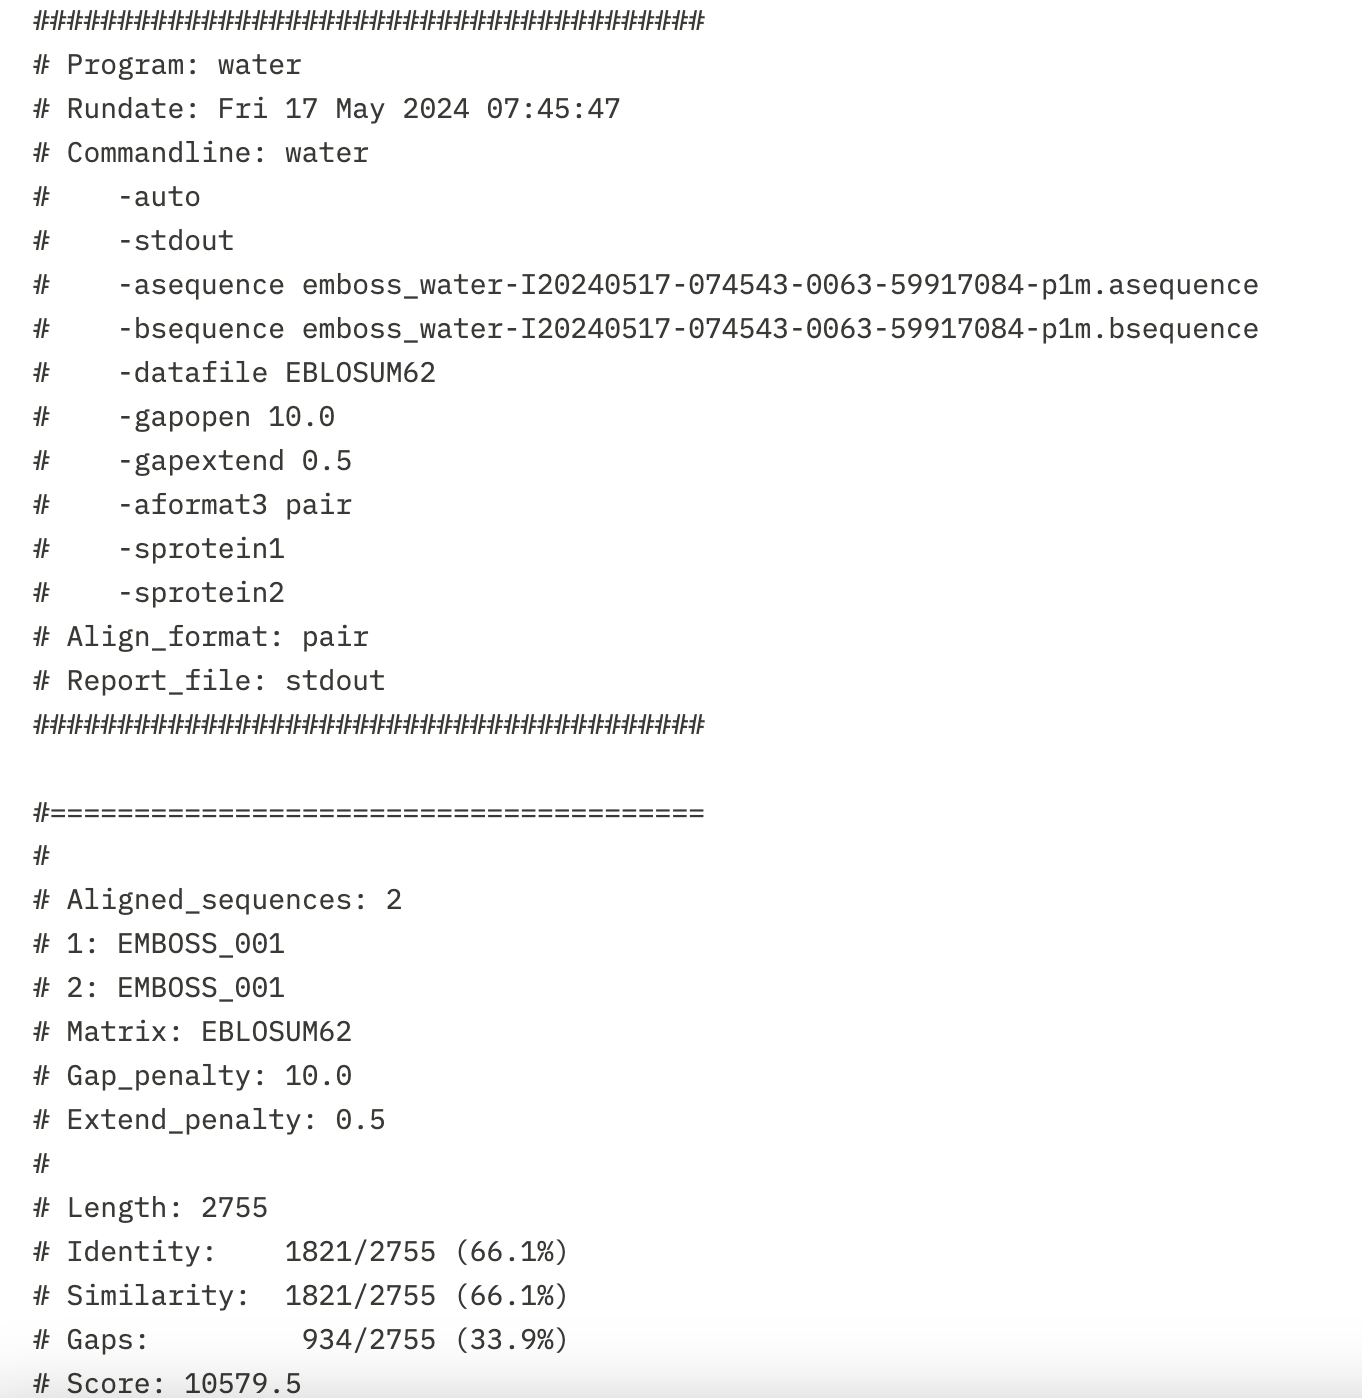 ########################################
# Program: water
# Rundate: Fri 17 May 2024 07:45:47
# Commandline: water
#    -auto
#    -stdout
#    -asequence emboss_water-I20240517-074543-0063-59917084-p1m.asequence
#    -bsequence emboss_water-I20240517-074543-0063-59917084-p1m.bsequence
#    -datafile EBLOSUM62
#    -gapopen 10.0
#    -gapextend 0.5
#    -aformat3 pair
#    -sprotein1
#    -sprotein2
# Align_format: pair
# Report_file: stdout
########################################

#=======================================
#
# Aligned_sequences: 2
# 1: EMBOSS_001
# 2: EMBOSS_001
# Matrix: EBLOSUM62
# Gap_penalty: 10.0
# Extend_penalty: 0.5
#
# Length: 2755
# Identity:    1821/2755 (66.1%)
# Similarity:  1821/2755 (66.1%)
# Gaps:         934/2755 (33.9%)
# Score: 10579.5